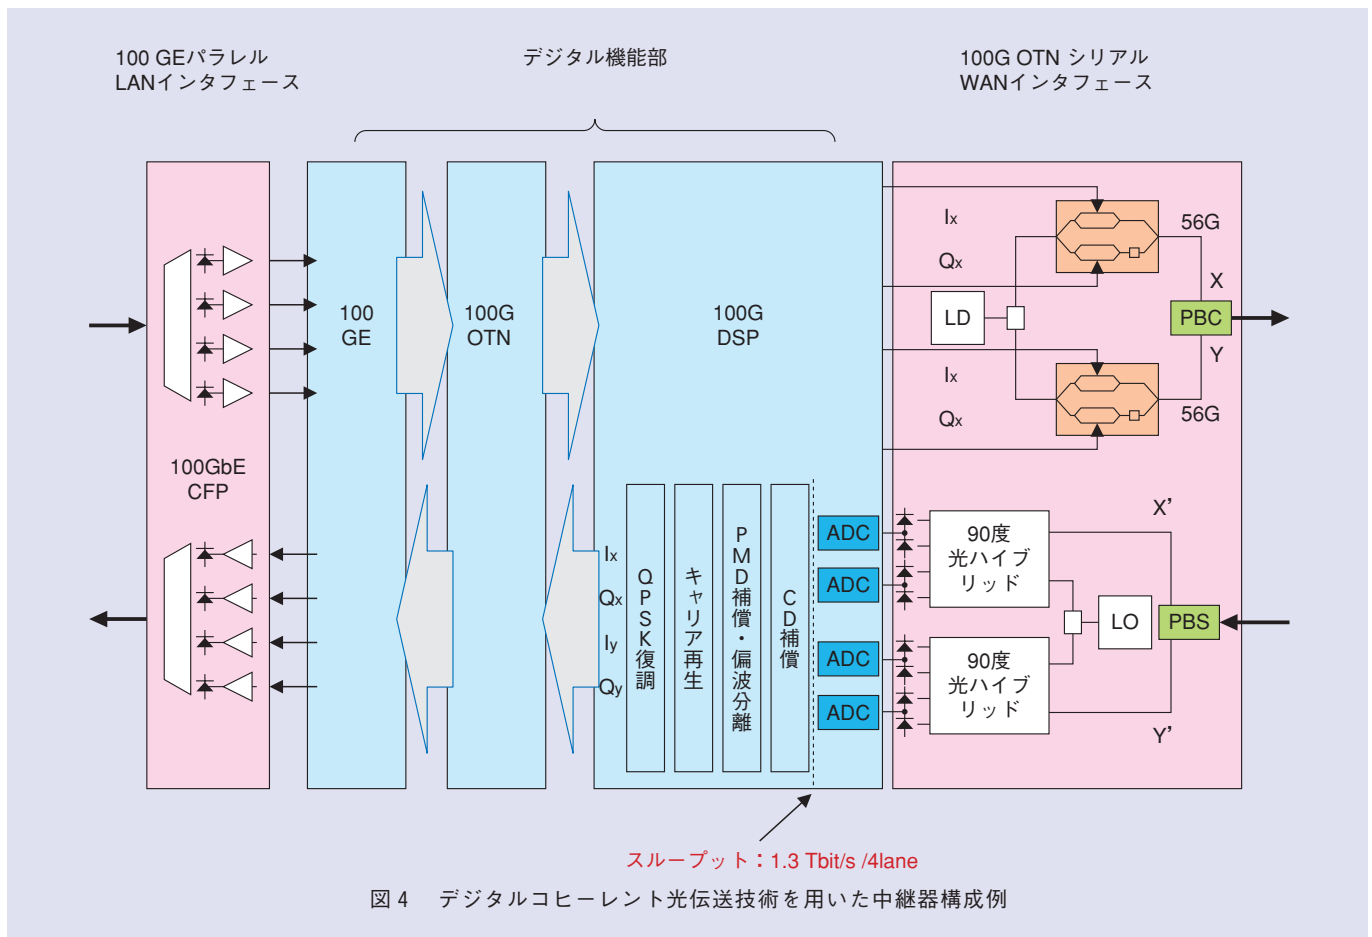 100 GEパラレル
LANインタフェース
デジタル機能部
100G OTN シリアル
WANインタフェース
100GbE
CFP
100
GE
100G
OTN
100G
DSP
Ix
Qx
LD
Ix
Qx
56G
X
PBC
Y
56G
Ix
Qx
Iy
Qy
QPSK復調
キャリア再生
PMD補償・偏波分離
CD補償
ADC
ADC
ADC
ADC
90度
光ハイブ
リッド
90度
光ハイブ
リッド
X’
LO
PBS
Y’
スループット：1.3 Tbit/s /4lane
図 4 デジタルコヒーレント光伝送技術を用いた中継器構成例